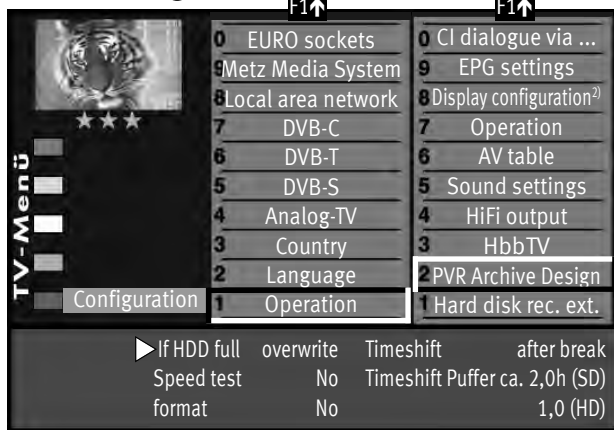 F1↑ F1↑
0 EURO sockets
9 Metz Media System
8 Local area network
7 DVB-C
6 DVB-T
5 DVB-S
4 Analog-TV
3 Country
2 Language
1 Operation
0 CI dialogue via ...
9 EPG settings
8 Display configuration2)
7 Operation
6 AV table
5 Sound settings
4 HiFi output
3 HbbTV
2 PVR Archive Design
1 Hard disk rec. ext.
TV-Menü
Configuration
If HDD full overwrite Timeshift after break
Speed test No Timeshift Puffer ca. 2,0h (SD)
format No 1,0 (HD)